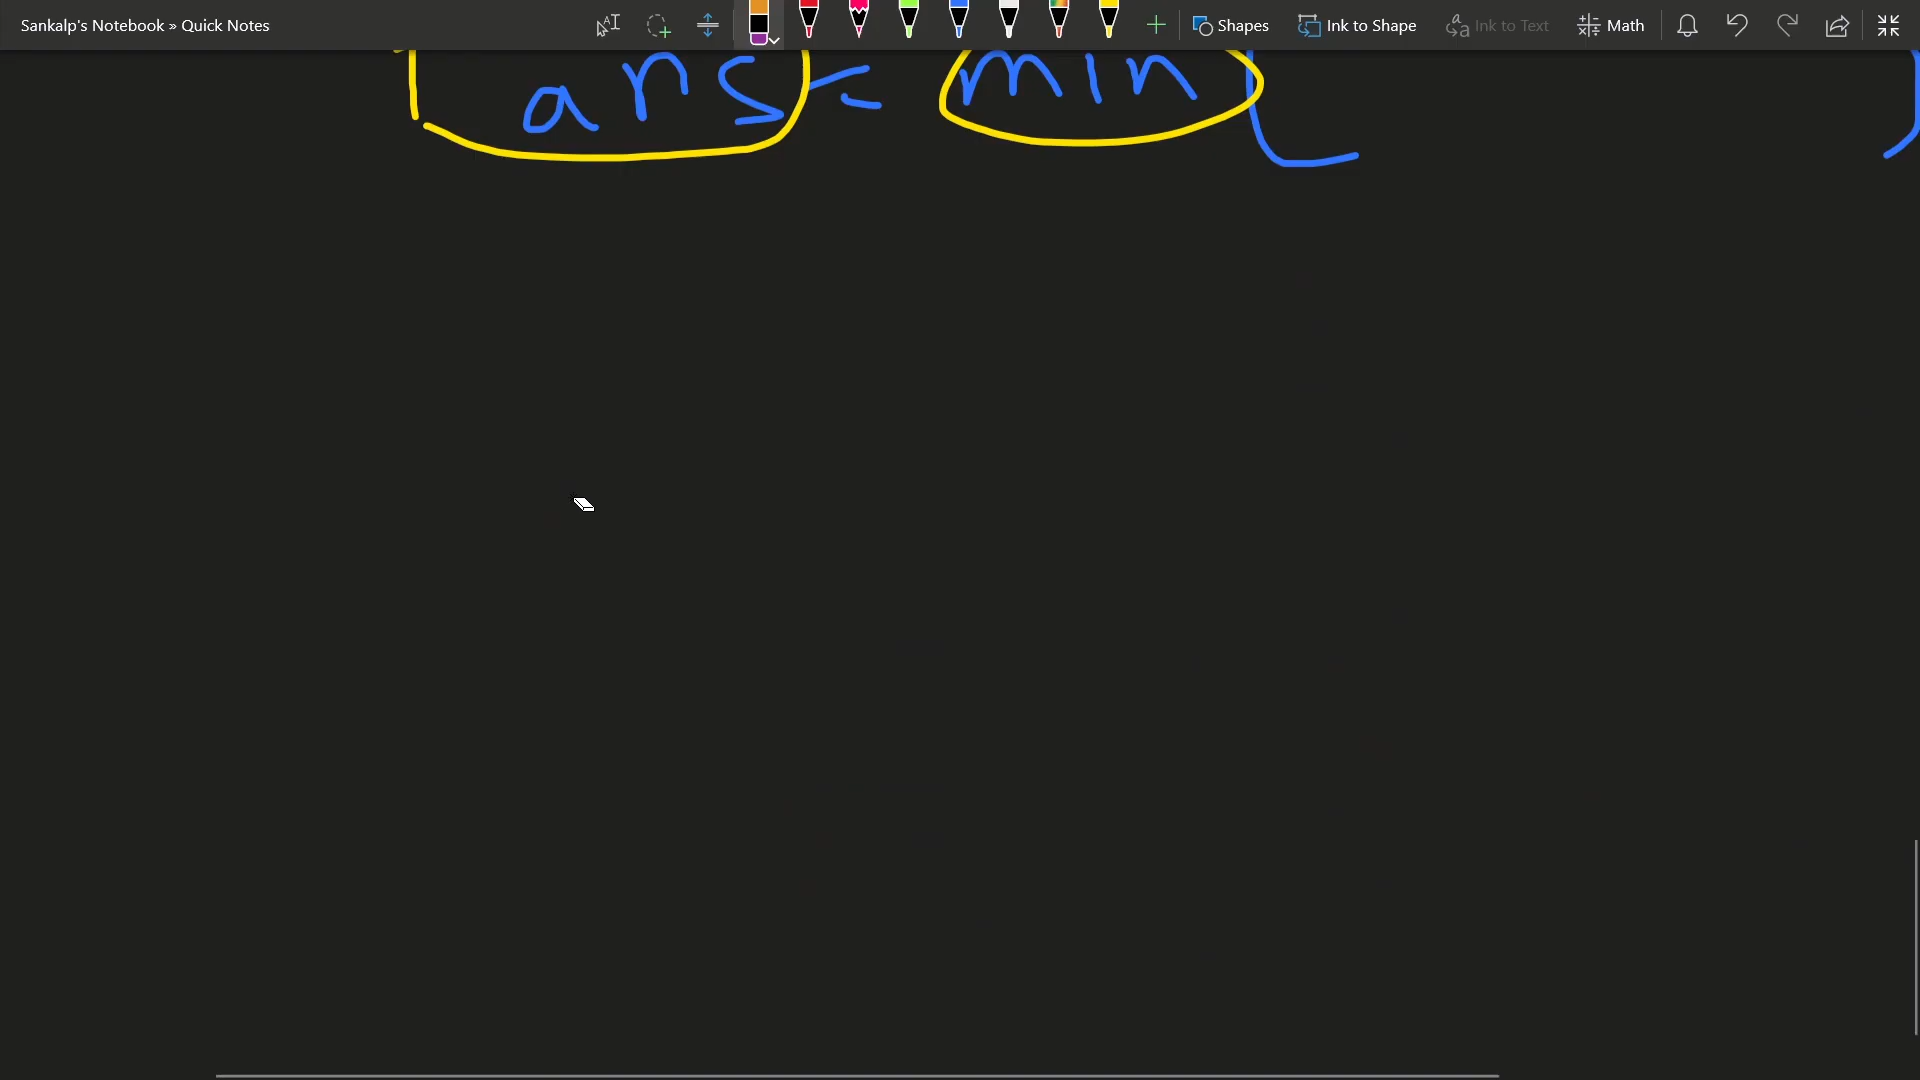 Sankalp's Notebook » Quick Notes
Shapes
Ink to Shape
Ink to Text
Math
ans = min ( )